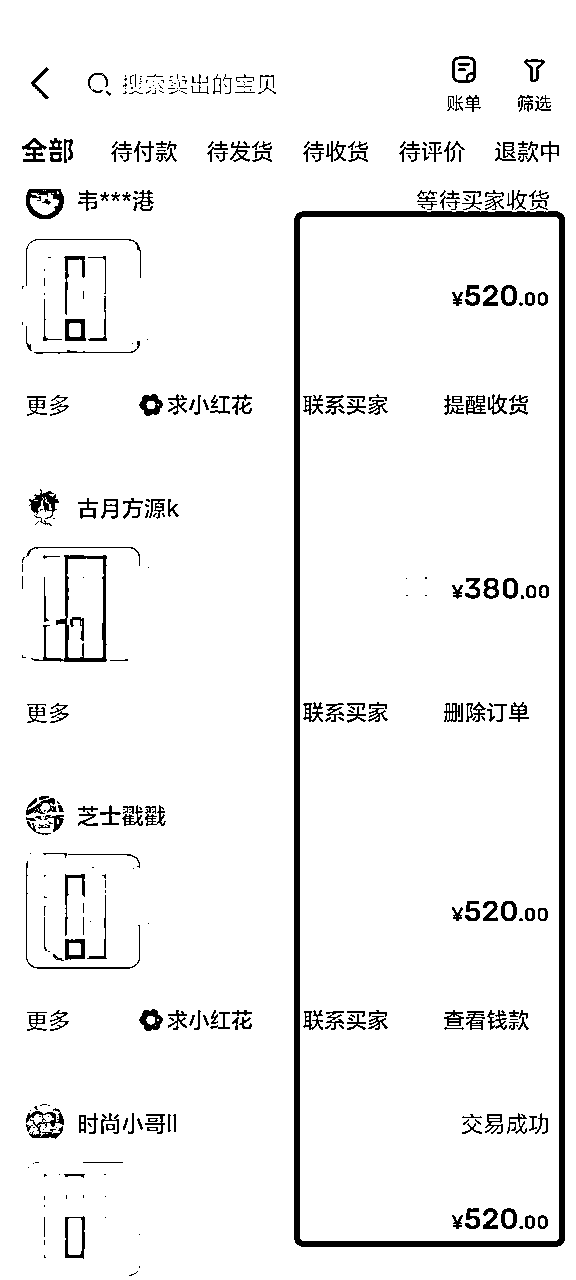 搜索卖出的宝贝
账单 筛选
全部 待付款 待发货 待收货 待评价 退款中
韦***港 等待买家收货
¥520.00
更多 求小红花 联系买家 提醒收货
古月方源k
¥380.00
更多 联系买家 删除订单
芝士戳戳
¥520.00
更多 求小红花 联系买家 查看钱款
时尚小哥ll 交易成功
¥520.00